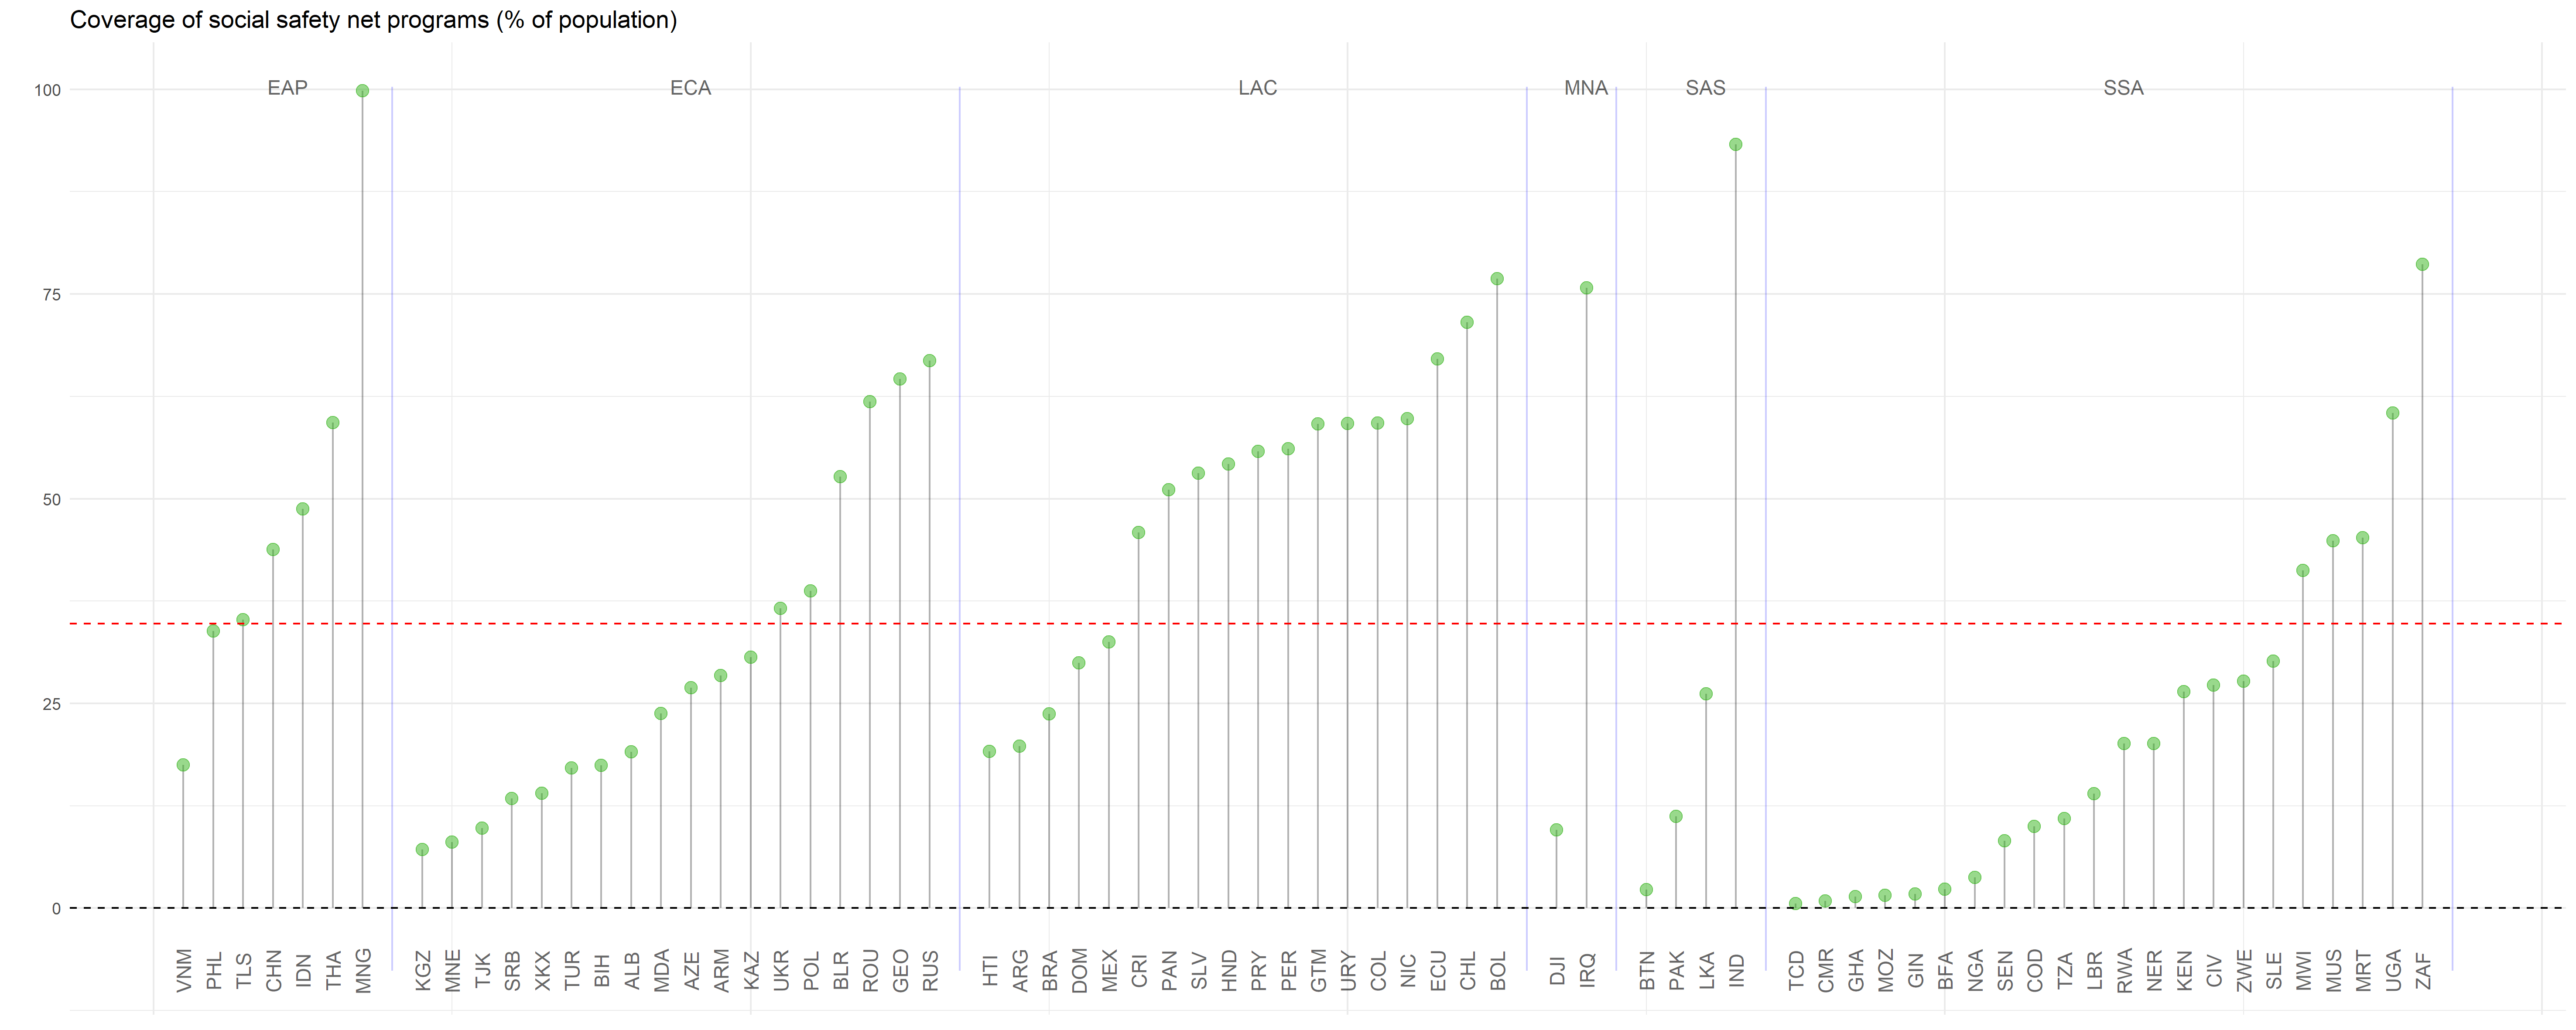 Coverage of social safety net programs (% of population)
EAP ECA LAC MNA SAS SSA
100
75
50
25
0
VNM PHL TLS CHN IDN THA MNG KGZ MNE TJK SRB XKX TUR BIH ALB MDA AZE ARM KAZ UKR POL BLR ROU GEO RUS HTI ARG BRA DOM MEX CRI PAN SLV HND PRY PER GTM URY COL NIC ECU CHL BOL DJI IRQ BTN PAK LKA IND TCD CMR GHA MOZ GIN BFA NGA SEN COD TZA LBR RWA NER KEN CIV ZWE SLE MWI MUS MRT UGA ZAF